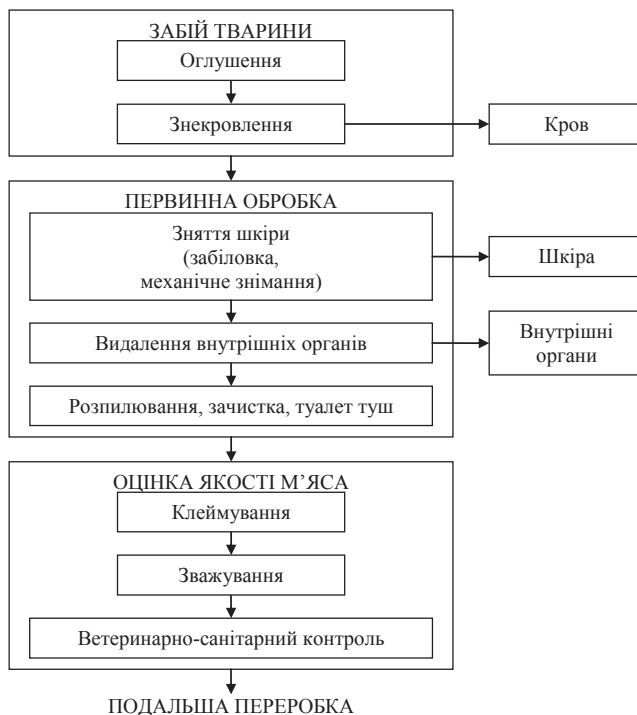 ЗАБІЙ ТВАРИНИ
Оглушення
Знекровлення
Кров
ПЕРВИННА ОБРОБКА
Зняття шкіри
(забіловка,
механічне знімання)
Шкіра
Видалення внутрішніх органів
Внутрішні
органи
Розпилювання, зачистка, туалет туш
ОЦІНКА ЯКОСТІ М’ЯСА
Клеймування
Зважування
Ветеринарно-санітарний контроль
ПОДАЛЬША ПЕРЕРОБКА